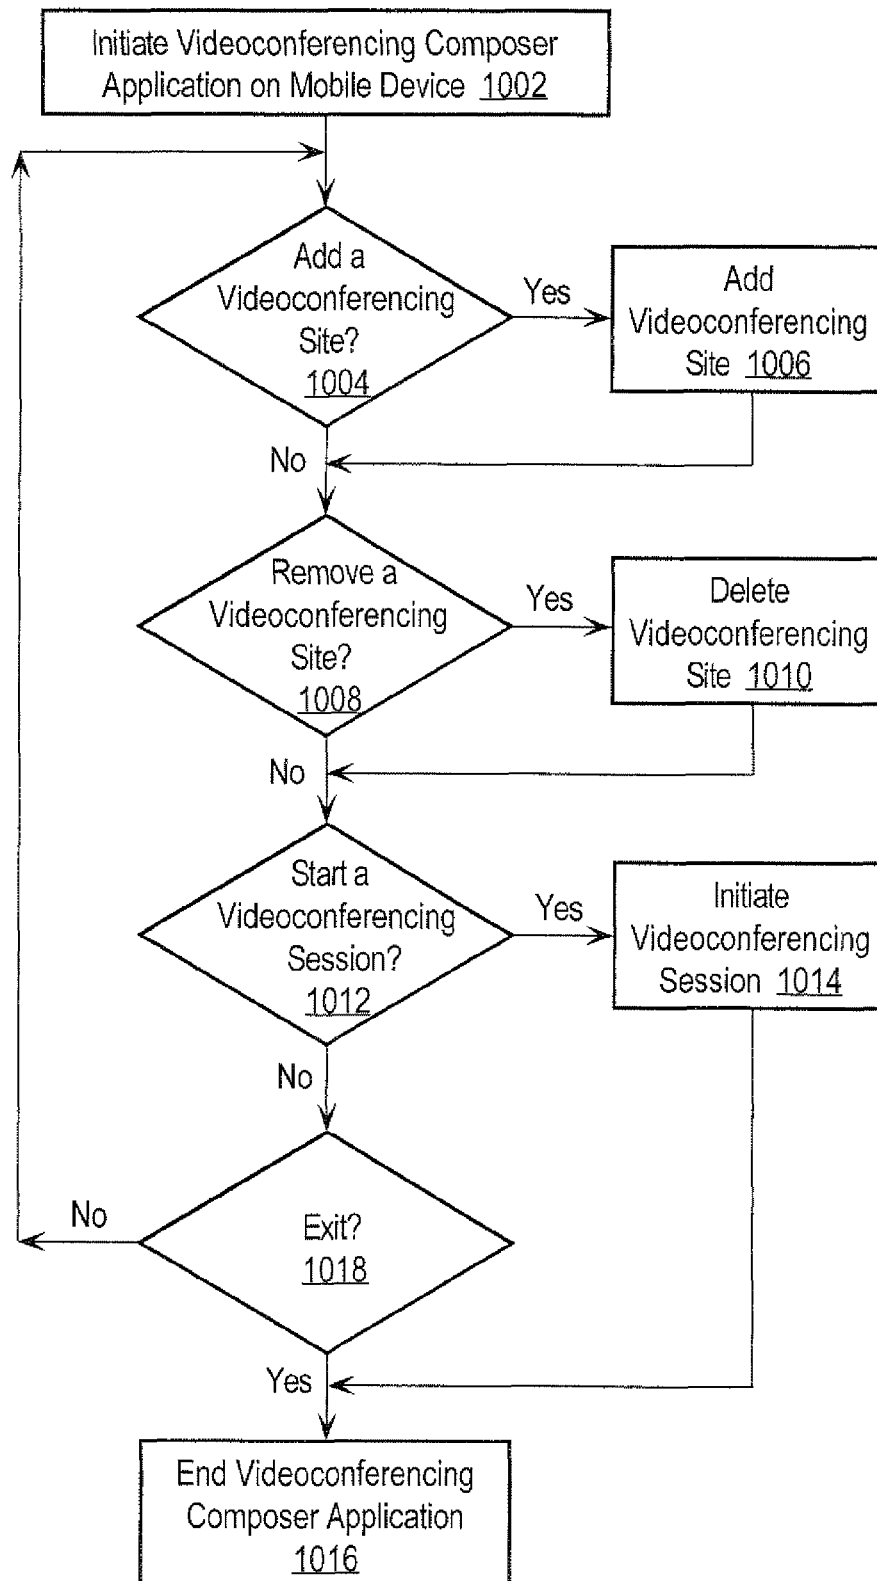 Initiate Videoconferencing Composer
Application on Mobile Device 1002
Add a
Videoconferencing
Site?
1004
Yes
Add
Videoconferencing
Site 1006
No
Remove a
Videoconferencing
Site?
1008
Yes
Delete
Videoconferencing
Site 1010
No
Start a
Videoconferencing
Session?
1012
Yes
Initiate
Videoconferencing
Session 1014
No
Exit?
1018
No
Yes
End Videoconferencing
Composer Application
1016